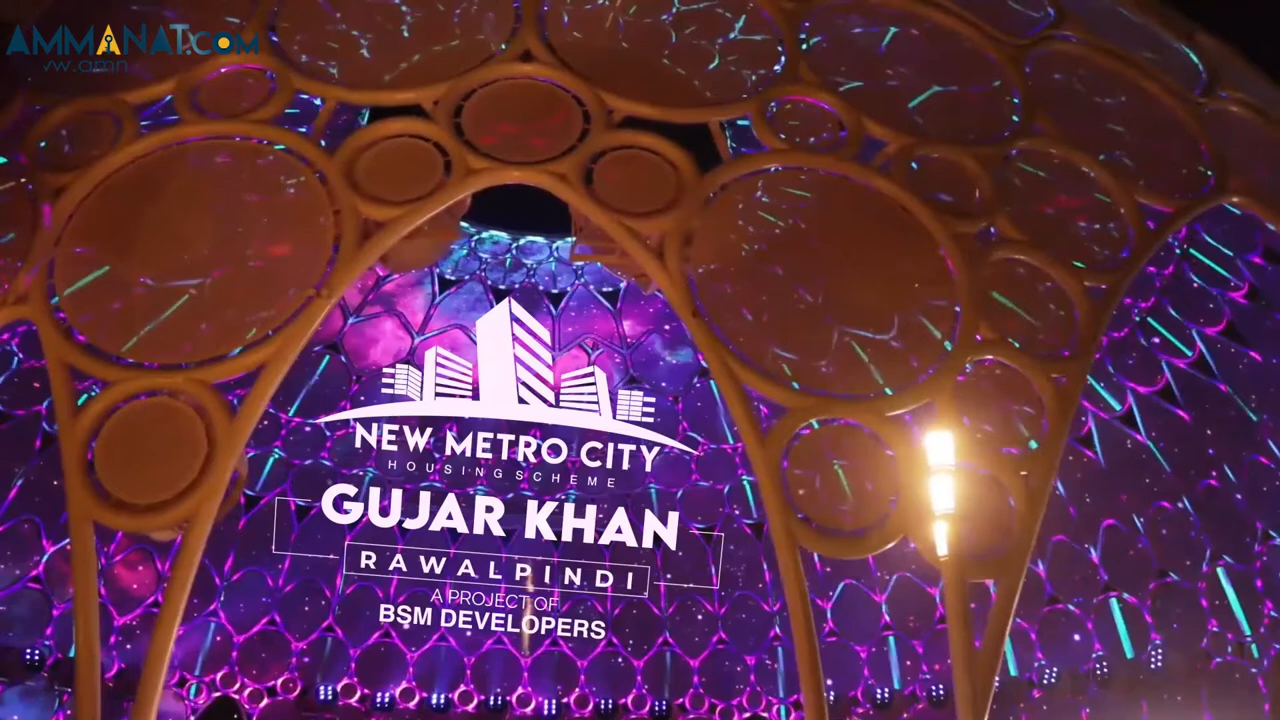 AMMANAT.COM
NEW METRO CITY
HOUSING SCHEME
GUJAR KHAN
RAWALPINDI
A PROJECT OF
BSM DEVELOPERS